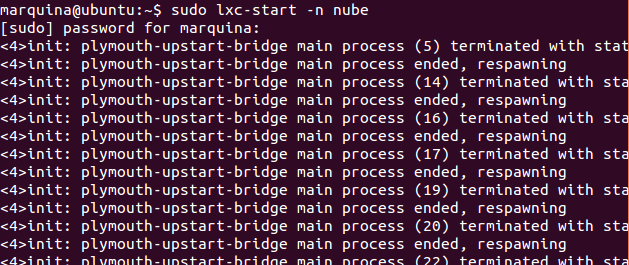 marquina@ubuntu:~$ sudo lxc-start -n nube
[sudo] password for marquina:
<4>init: plymouth-upstart-bridge main process (5) terminated with stat
<4>init: plymouth-upstart-bridge main process ended, respawning
<4>init: plymouth-upstart-bridge main process (14) terminated with sta
<4>init: plymouth-upstart-bridge main process ended, respawning
<4>init: plymouth-upstart-bridge main process (16) terminated with sta
<4>init: plymouth-upstart-bridge main process ended, respawning
<4>init: plymouth-upstart-bridge main process (17) terminated with sta
<4>init: plymouth-upstart-bridge main process ended, respawning
<4>init: plymouth-upstart-bridge main process (19) terminated with sta
<4>init: plymouth-upstart-bridge main process ended, respawning
<4>init: plymouth-upstart-bridge main process (20) terminated with sta
<4>init: plymouth-upstart-bridge main process ended, respawning
<4>init: plymouth-upstart-bridge main process (22) terminated with sta